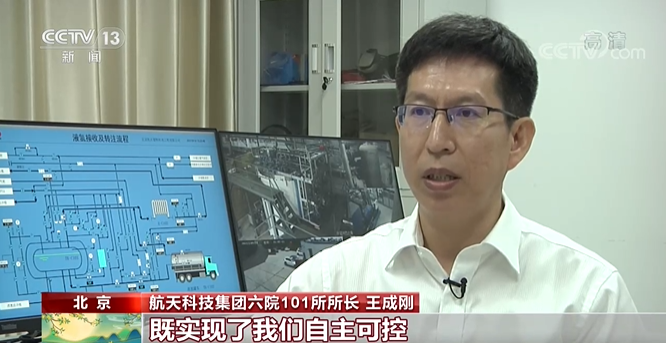 CCTV 13
新闻
高清
CCTV.com
液氢接收及转注流程
北京
航天科技集团六院101所所长 王成刚
既实现了我们自主可控